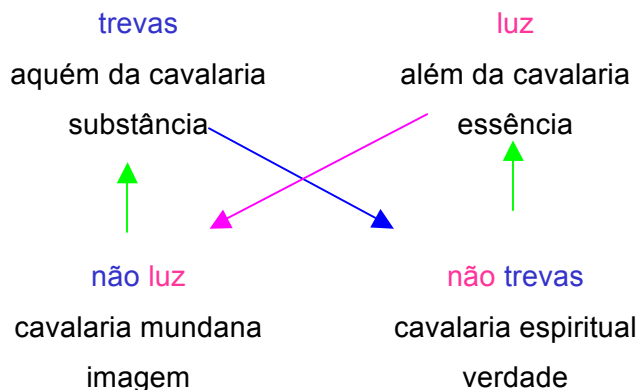 trevas
aquém da cavalaria
substância
luz
além da cavalaria
essência
não luz
cavalaria mundana
imagem
não trevas
cavalaria espiritual
verdade